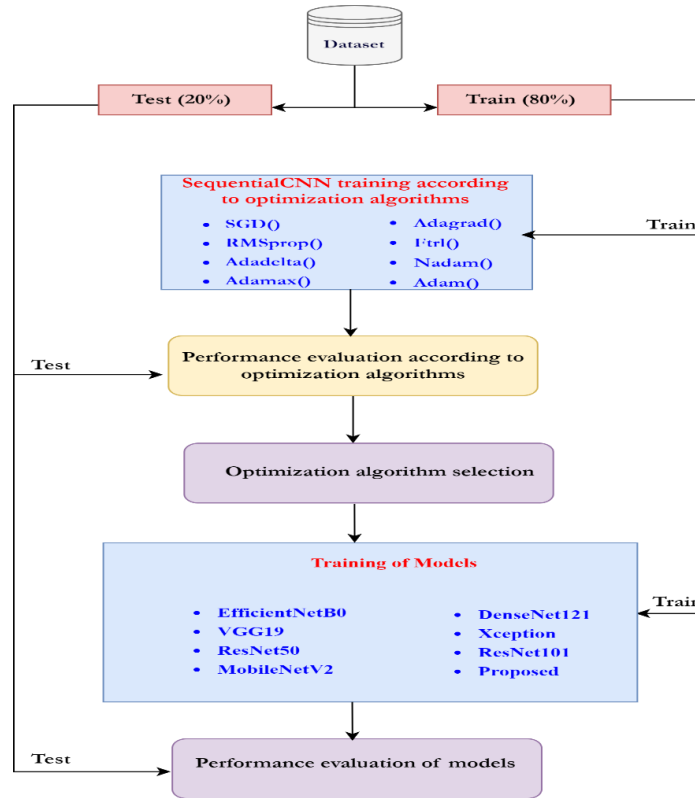 Dataset
Test (20%)
Train (80%)
SequentialCNN training according
to optimization algorithms
• SGD()
• RMSprop()
• Adadelta()
• Adamax()
• Adagrad()
• Ftrl()
• Nadam()
• Adam()
Train
Performance evaluation according to
optimization algorithms
Test
Optimization algorithm selection
Training of Models
• EfficientNetB0
• VGG19
• ResNet50
• MobileNetV2
• DenseNet121
• Xception
• ResNet101
• Proposed
Train
Test
Performance evaluation of models